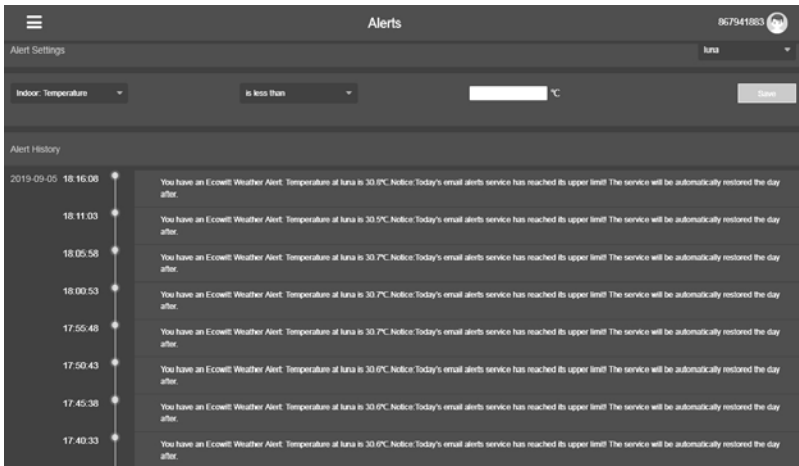 Alerts
867941883
Alert Settings
luna
Indoor: Temperature
is less than
℃
Save
Alert History
2019-09-05 18:16:08
You have an Ecowitt Weather Alert: Temperature at luna is 30.8℃.Notice:Today's email alerts service has reached its upper limit! The service will be automatically restored the day
after.
18:11:03
You have an Ecowitt Weather Alert: Temperature at luna is 30.5℃.Notice:Today's email alerts service has reached its upper limit! The service will be automatically restored the day
after.
18:05:58
You have an Ecowitt Weather Alert: Temperature at luna is 30.7℃.Notice:Today's email alerts service has reached its upper limit! The service will be automatically restored the day
after.
18:00:53
You have an Ecowitt Weather Alert: Temperature at luna is 30.7℃.Notice:Today's email alerts service has reached its upper limit! The service will be automatically restored the day
after.
17:55:48
You have an Ecowitt Weather Alert: Temperature at luna is 30.7℃.Notice:Today's email alerts service has reached its upper limit! The service will be automatically restored the day
after.
17:50:43
You have an Ecowitt Weather Alert: Temperature at luna is 30.6℃.Notice:Today's email alerts service has reached its upper limit! The service will be automatically restored the day
after.
17:45:38
You have an Ecowitt Weather Alert: Temperature at luna is 30.6℃.Notice:Today's email alerts service has reached its upper limit! The service will be automatically restored the day
after.
17:40:33
You have an Ecowitt Weather Alert: Temperature at luna is 30.6℃.Notice:Today's email alerts service has reached its upper limit! The service will be automatically restored the day
after.